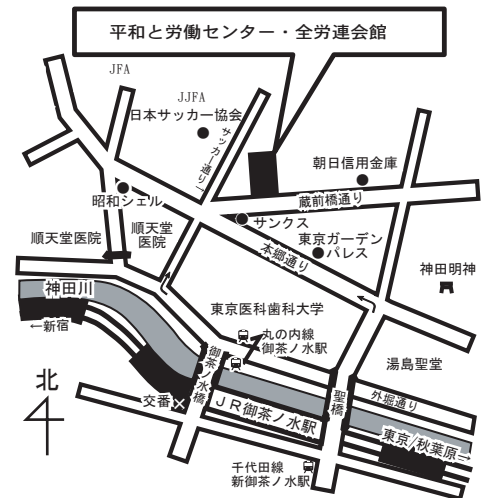 平和と労働センター・全労連会館
JFA
JJFA
日本サッカー協会
サッカー通り→
朝日信用金庫
昭和シェル
蔵前橋通り
サンクス
順天堂医院
順天堂
医院
本郷通り
東京ガーデン
パレス
神田明神
神田川
東京医科歯科大学
←新宿
丸の内線
御茶ノ水駅
御茶ノ水橋
湯島聖堂
北
聖橋
外堀通り
交番
JR御茶ノ水駅
東京/秋葉原→
千代田線
新御茶ノ水駅